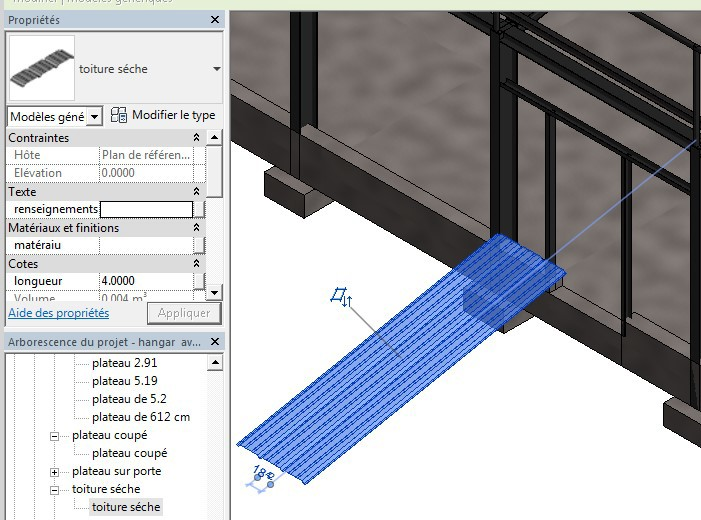 Modifier | Modèles génériques
Propriétés
toiture séche
Modèles géné
Modifier le type
Contraintes
Hôte Plan de référen...
Elévation 0.0000
Texte
renseignements
Matériaux et finitions
matéraiu
Cotes
longueur 4.0000
Volume 0.004 m³
Aide des propriétés
Appliquer
Arborescence du projet - hangar av...
plateau 2.91
plateau 5.19
plateau de 5.2
plateau de 612 cm
plateau coupé
plateau coupé
plateau sur porte
toiture séche
toiture séche